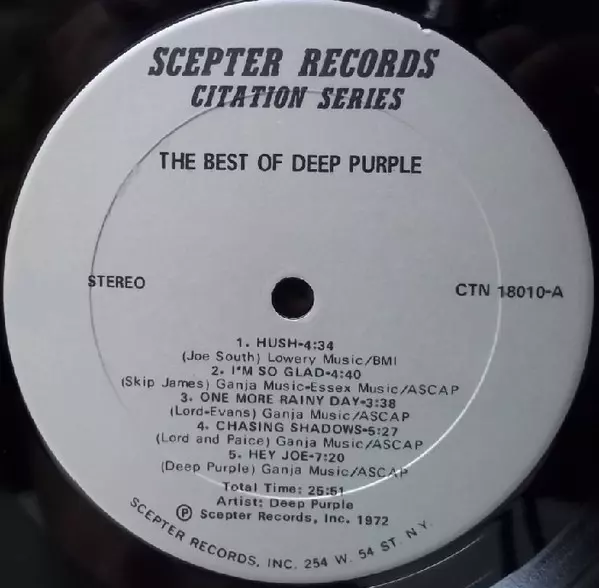 SCEPTER RECORDS
CITATION SERIES
THE BEST OF DEEP PURPLE
STEREO
CTN 18010-A
1. HUSH-4:34
(Joe South) Lowery Music/BMI
2. I'M SO GLAD-4:40
(Skip James) Ganja Music-Essex Music/ASCAP
3. ONE MORE RAINY DAY-3:38
(Lord-Evans) Ganja Music/ASCAP
4. CHASING SHADOWS-5:27
(Lord and Paice) Ganja Music/ASCAP
5. HEY JOE-7:20
(Deep Purple) Ganja Music/ASCAP
Total Time: 25:51
Artist: Deep Purple
Ⓟ Scepter Records, Inc. 1972
SCEPTER RECORDS, INC. 254 W. 54 ST. N.Y.